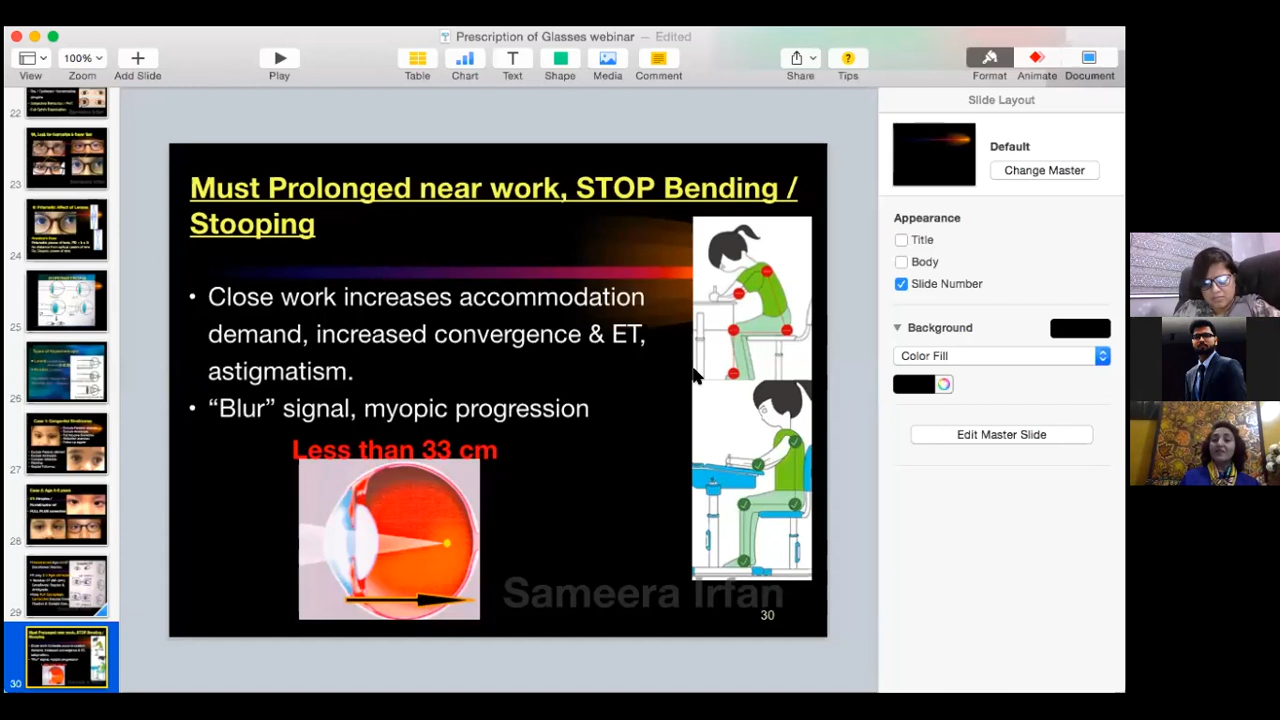 Prescription of Glasses webinar — Edited
View
100%
Zoom
Add Slide
Play
Table
Chart
Text
Shape
Media
Comment
Share
Tips
Format
Animate
Document
Slide Layout
Default
Change Master
Appearance
Title
Body
Slide Number
Background
Color Fill
Edit Master Slide
Must Prolonged near work, STOP Bending /
Stooping
• Close work increases accommodation
demand, increased convergence & ET,
astigmatism.
• “Blur” signal, myopic progression
Less than 33 cm
Sameera Irfan
30
22
23
24
25
26
27
28
29
30